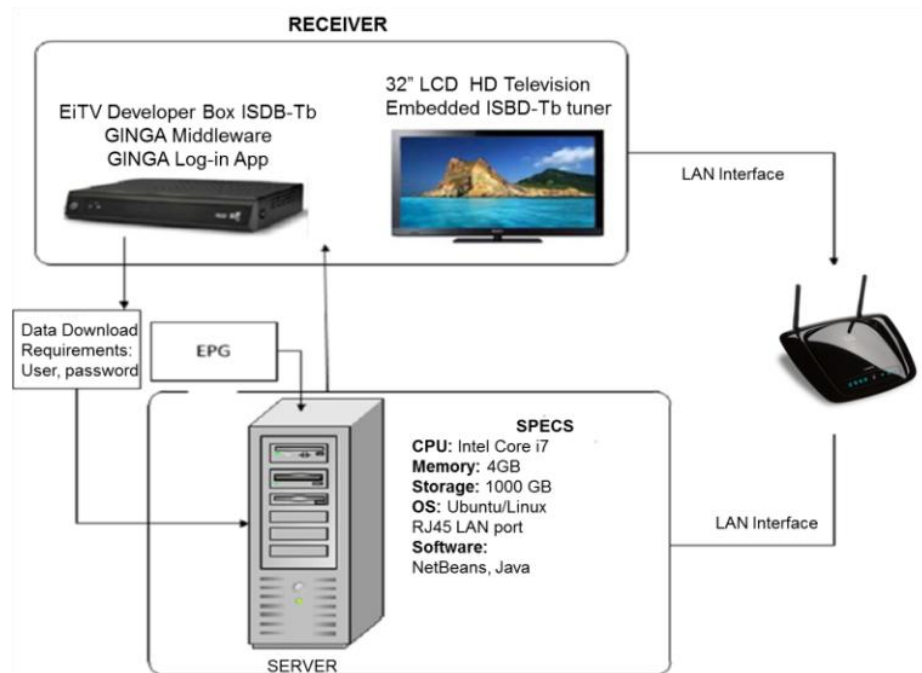 RECEIVER
EiTV Developer Box ISDB-Tb
GINGA Middleware
GINGA Log-in App
32” LCD HD Television
Embedded ISBD-Tb tuner
LAN Interface
Data Download
Requirements:
User, password
EPG
SPECS
CPU: Intel Core i7
Memory: 4GB
Storage: 1000 GB
OS: Ubuntu/Linux
RJ45 LAN port
Software:
NetBeans, Java
LAN Interface
SERVER